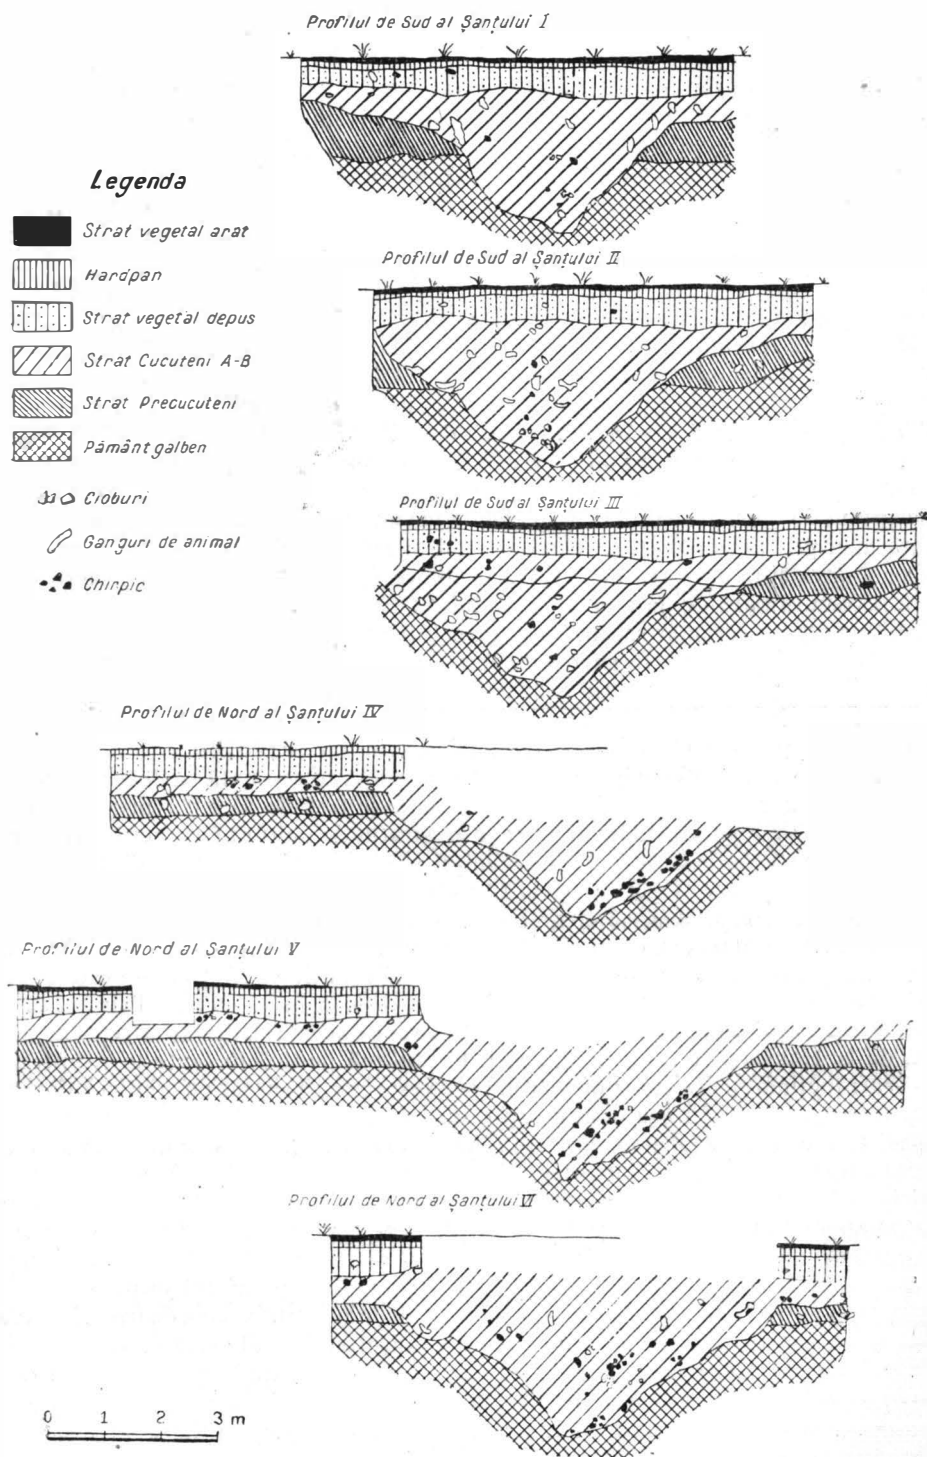 Profilul de Sud al Șanțului I
Legenda
Strat vegetal arat
Hardpan
Strat vegetal depus
Strat Cucuteni A-B
Strat Precucuteni
Pământ galben
Cioburi
Ganguri de animal
Chirpic
Profilul de Sud al Șanțului II
Profilul de Sud al Șanțului III
Profilul de Nord al Șanțului IV
Profilul de Nord al Șanțului V
Profilul de Nord al Șanțului VI
0 1 2 3 m